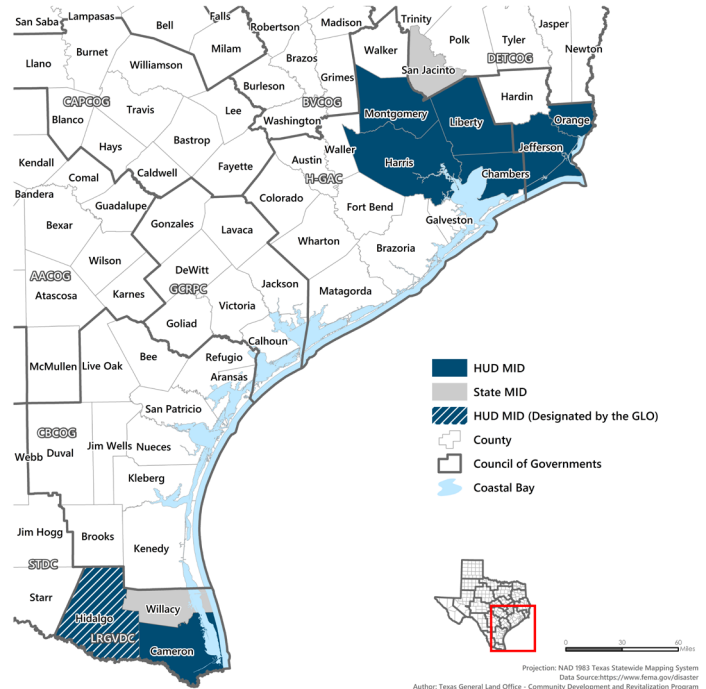 San Saba
Lampasas
Bell
Falls
Robertson
Madison
Trinity
Jasper
Walker
Polk
Tyler
Newton
Burnet
Milam
Brazos
DETCOG
Llano
Williamson
Grimes
San Jacinto
Burleson
Hardin
CAPCOG
BVCOG
Travis
Lee
Montgomery
Blanco
Washington
Liberty
Orange
Hays
Bastrop
Waller
Jefferson
Austin
Harris
Kendall
Caldwell
Fayette
H-GAC
Chambers
Comal
Bandera
Colorado
Guadalupe
Fort Bend
Bexar
Gonzales
Lavaca
Galveston
Wharton
Brazoria
Wilson
DeWitt
AACOG
Atascosa
Karnes
GCRPC
Jackson
Matagorda
Victoria
Goliad
Calhoun
McMullen
Live Oak
Bee
Refugio
Aransas
San Patricio
CBCOG
Webb
Duval
Jim Wells
Nueces
Kleberg
Jim Hogg
Brooks
Kenedy
STDC
Starr
Hidalgo
Willacy
LRGVDC
Cameron
HUD MID
State MID
HUD MID (Designated by the GLO)
County
Council of Governments
Coastal Bay
0 30 60
Miles
Projection: NAD 1983 Texas Statewide Mapping System
Data Source:https://www.fema.gov/disaster
Author: Texas General Land Office - Community Development and Revitalization Program